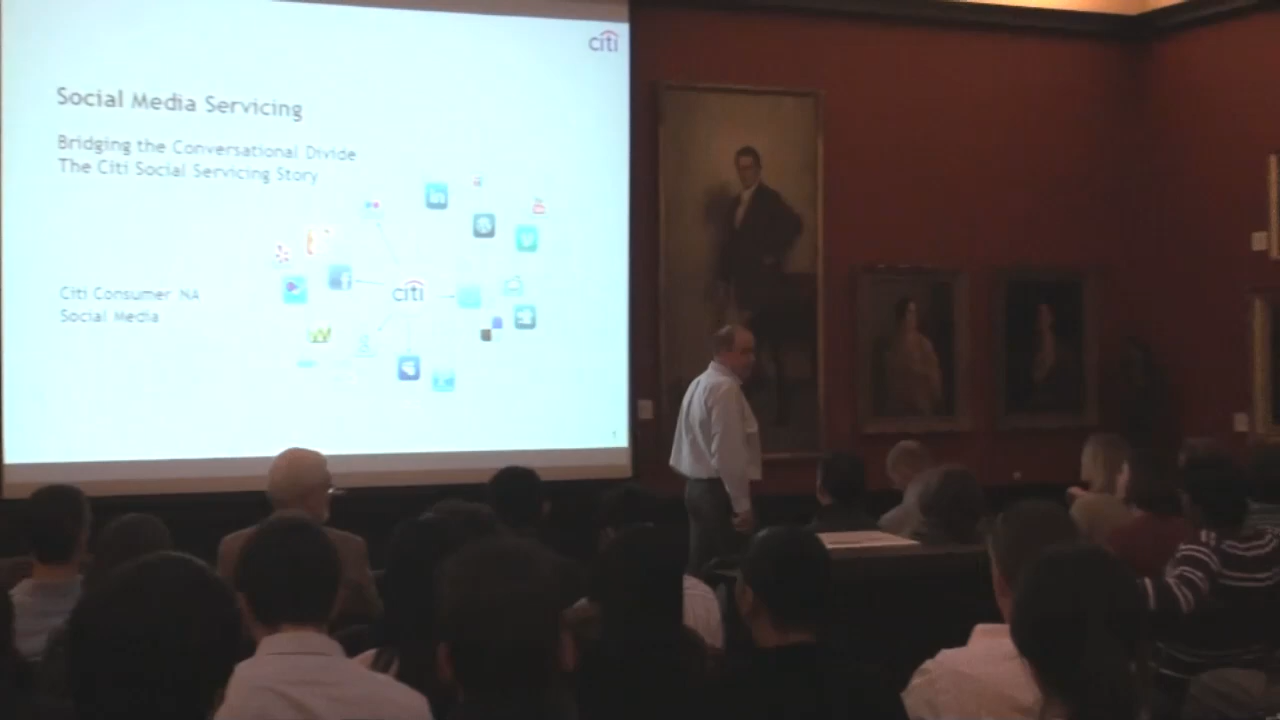 citi
Social Media Servicing
Bridging the Conversational Divide
The Citi Social Servicing Story
citi
Citi Consumer NA
Social Media